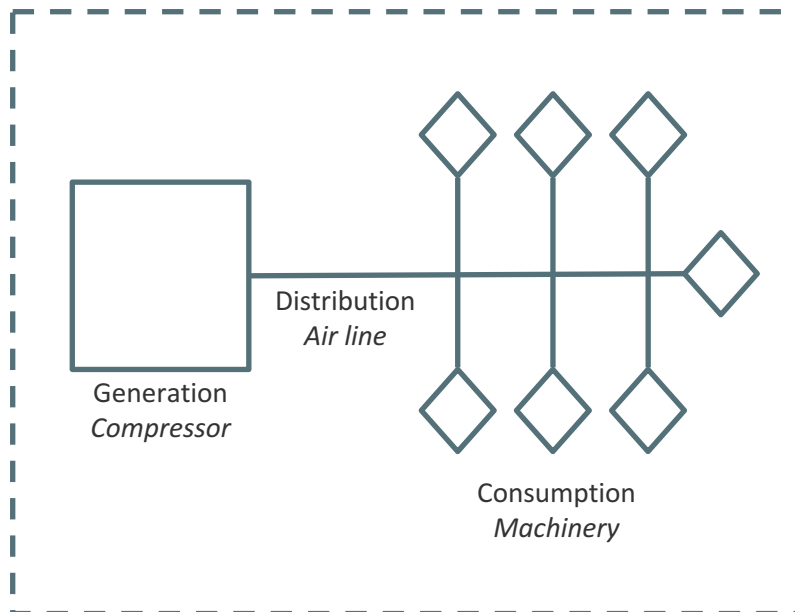 Distribution
Air line
Generation
Compressor
Consumption
Machinery